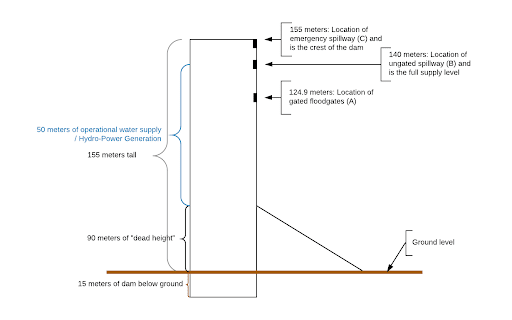 155 meters: Location of
emergency spillway (C) and
is the crest of the dam
140 meters: Location of
ungated spillway (B) and
is the full supply level
124.9 meters: Location of
gated floodgates (A)
50 meters of operational water supply
/ Hydro-Power Generation
155 meters tall
90 meters of "dead height"
Ground level
15 meters of dam below ground